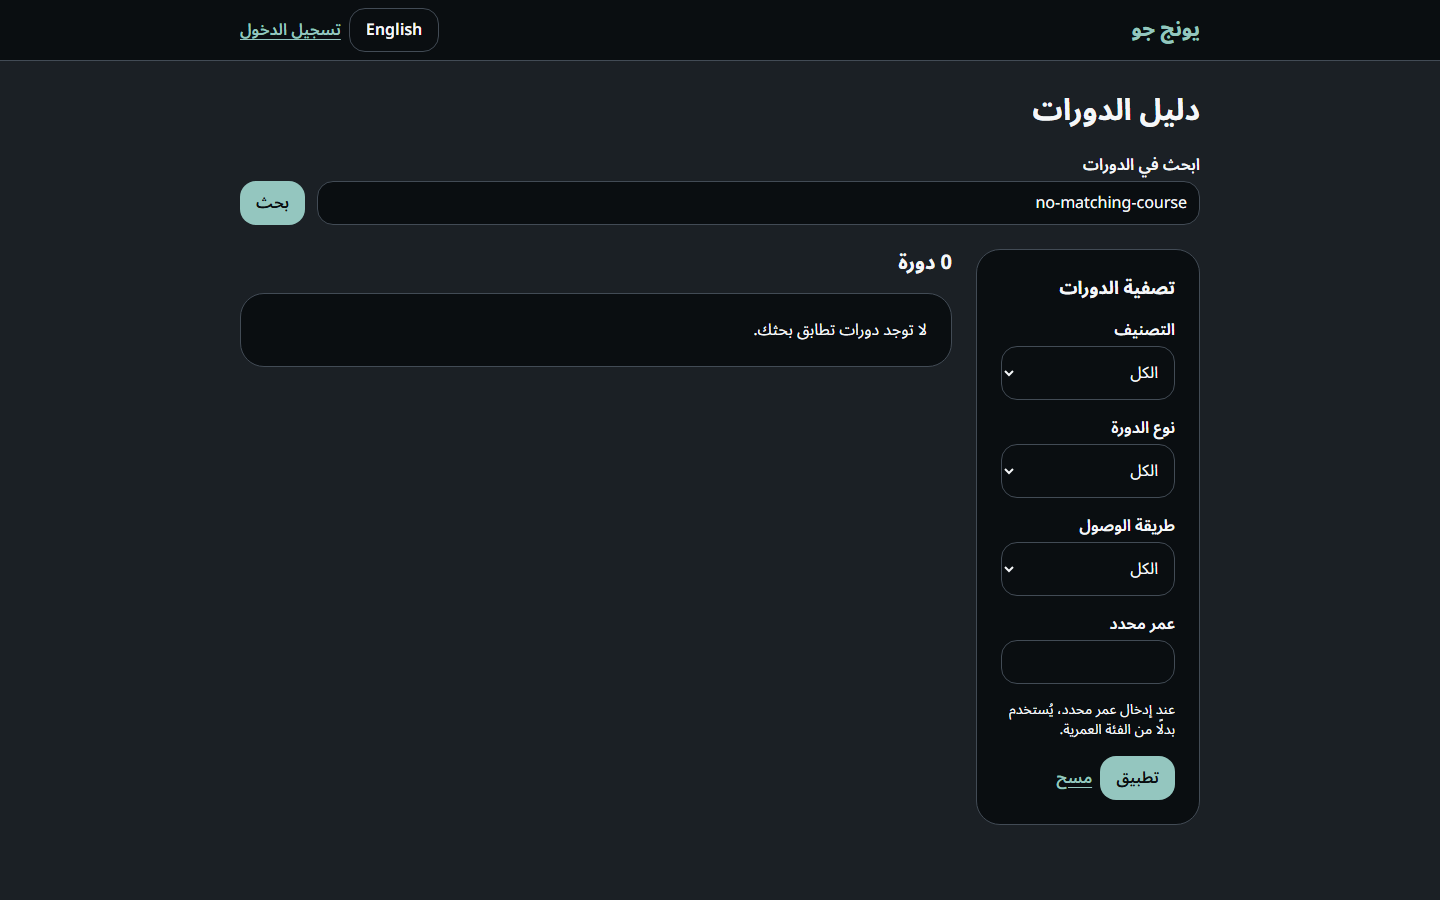 يونج جو
English
تسجيل الدخول
دليل الدورات
ابحث في الدورات
no-matching-course
بحث
تصفية الدورات
التصنيف
الكل
نوع الدورة
الكل
طريقة الوصول
الكل
عمر محدد
عند إدخال عمر محدد، يُستخدم
بدلًا من الفئة العمرية.
تطبيق
مسح
0 دورة
لا توجد دورات تطابق بحثك.